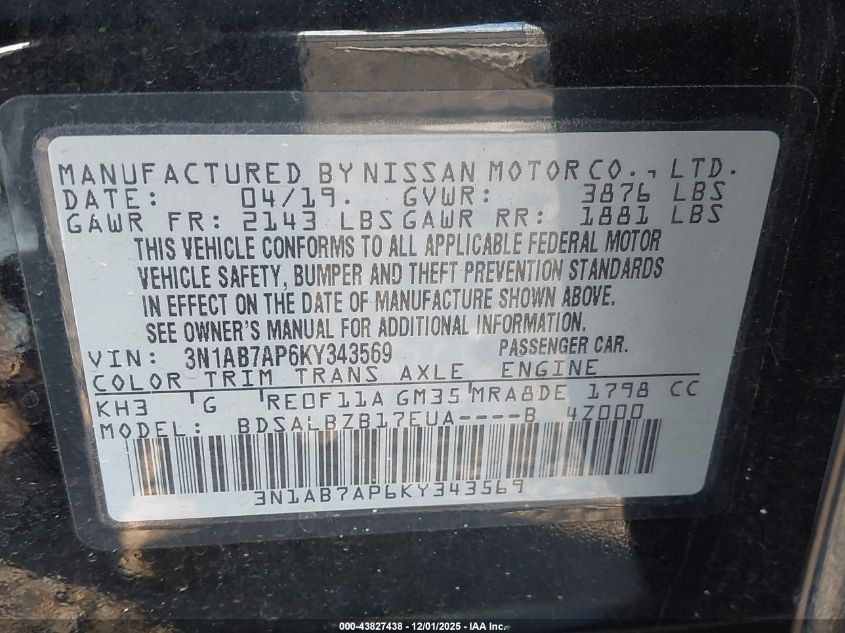 MANUFACTURED BY NISSAN MOTOR CO., LTD.
DATE: 04/19. GVWR: 3876 LBS
GAWR FR: 2143 LBS GAWR RR: 1881 LBS
THIS VEHICLE CONFORMS TO ALL APPLICABLE FEDERAL MOTOR
VEHICLE SAFETY, BUMPER AND THEFT PREVENTION STANDARDS
IN EFFECT ON THE DATE OF MANUFACTURE SHOWN ABOVE.
SEE OWNER'S MANUAL FOR ADDITIONAL INFORMATION.
VIN: 3N1AB7AP6KY343569 PASSENGER CAR.
COLOR TRIM TRANS AXLE ENGINE
KH3 G RE0F11A GM35 MRA8DE 1798 CC
MODEL: BDSALBZB17EUA----B 4Z000
3N1AB7AP6KY343569
000-43827438 - 12/01/2025 - IAA Inc.